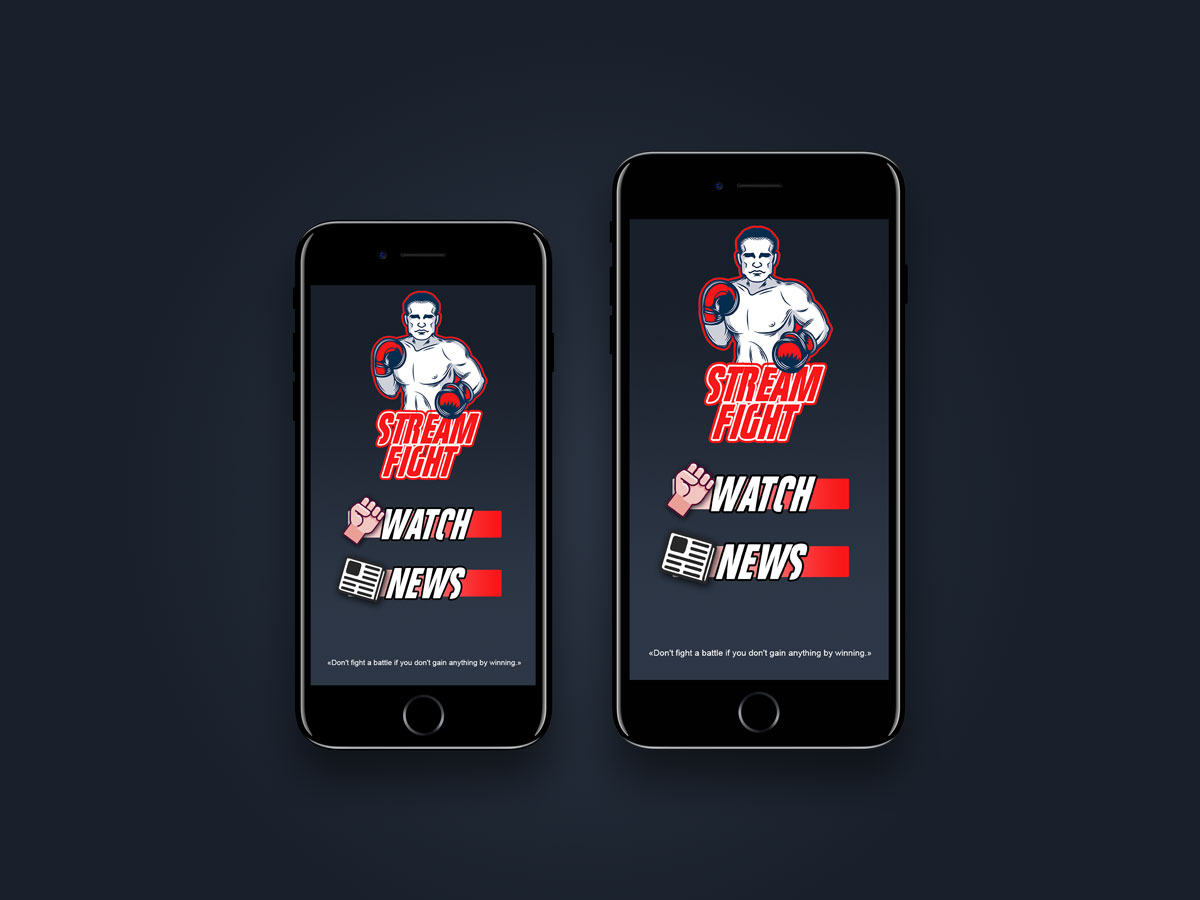 STREAM
FIGHT
WATCH
NEWS
«Don't fight a battle if you don't gain anything by winning.»
STREAM
FIGHT
WATCH
NEWS
«Don't fight a battle if you don't gain anything by winning.»